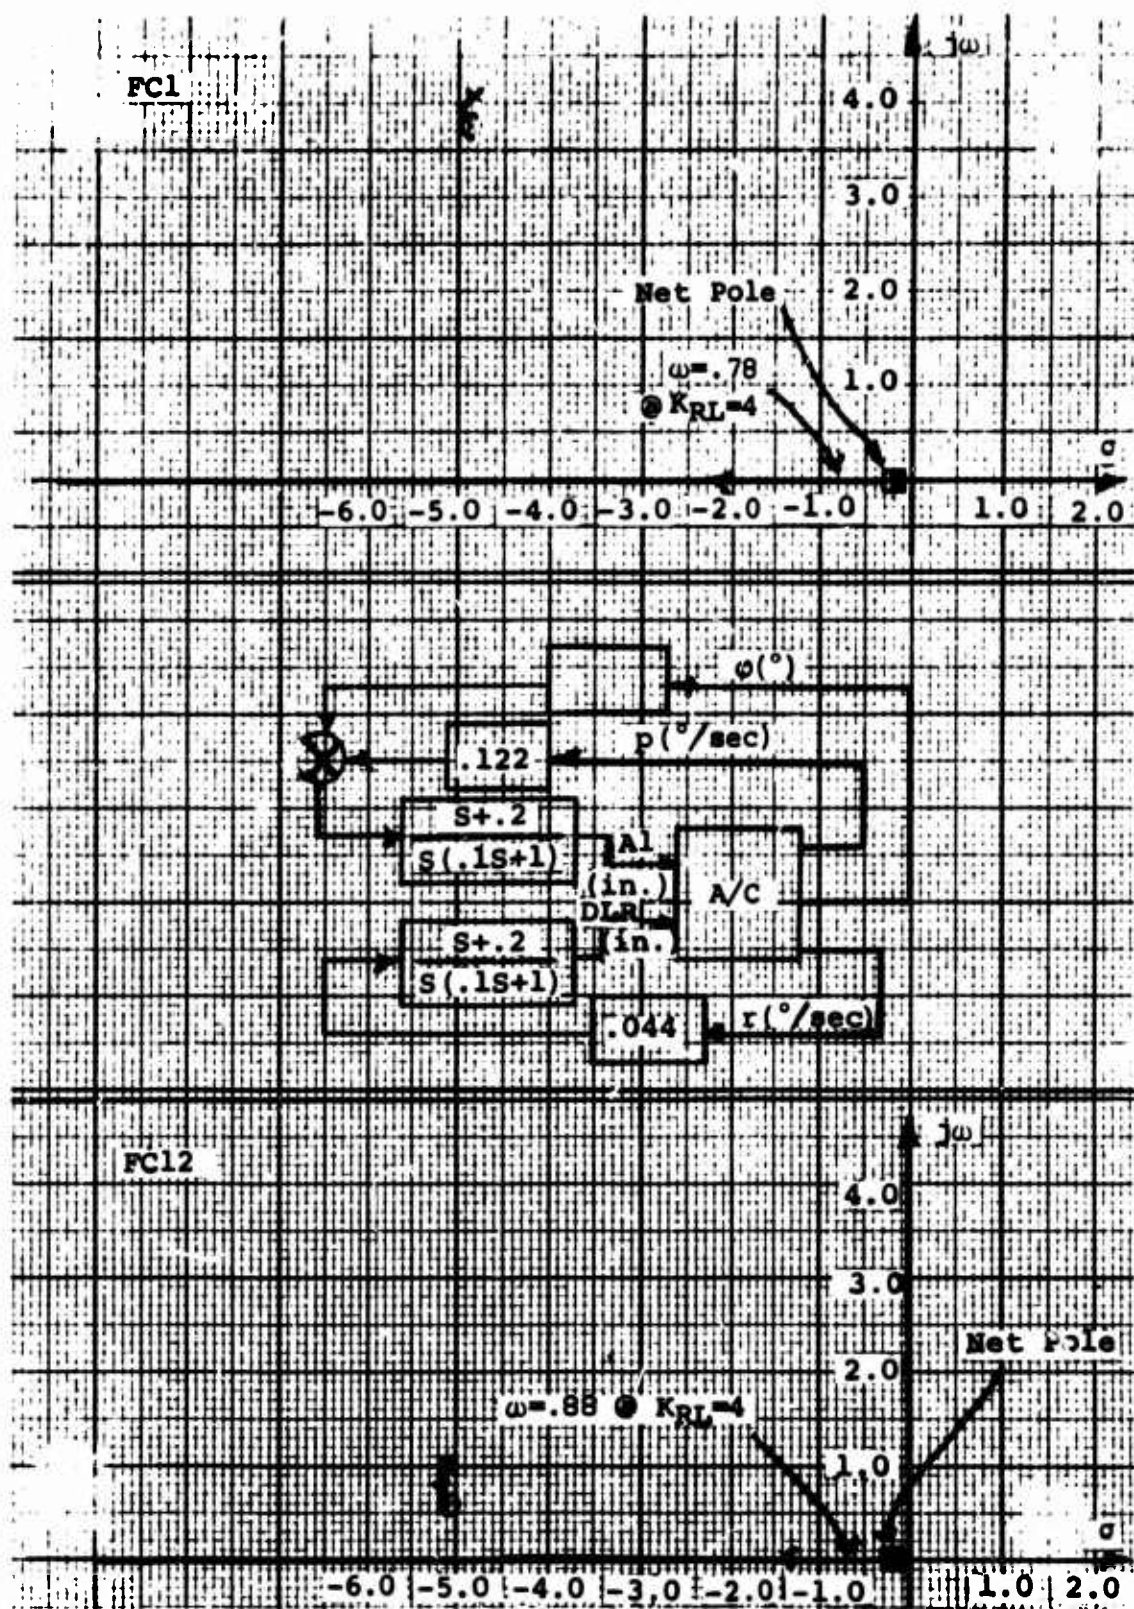 FC1
jω
4.0
3.0
Net Pole
2.0
ω=.78
@ KRL=4
1.0
σ
-6.0 -5.0 -4.0 -3.0 -2.0 -1.0 1.0 2.0
φ(°)
p(°/sec)
.122
S+.2
S(.1S+1)
A1
(in.)
A/C
DLR
(in.)
S+.2
S(.1S+1)
.044
r(°/sec)
FC12
jω
4.0
3.0
Net Pole
2.0
ω=.88 @ KRL=4
1.0
σ
-6.0 -5.0 -4.0 -3.0 -2.0 -1.0 1.0 2.0